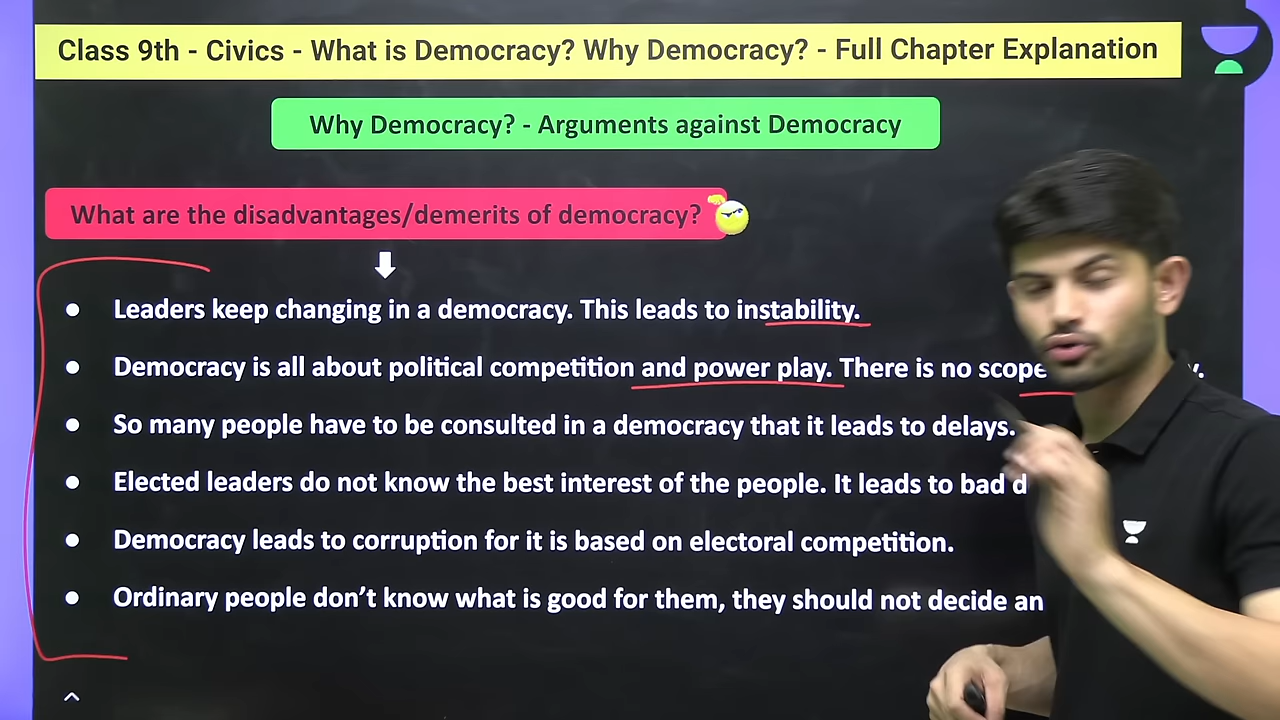 Class 9th - Civics - What is Democracy? Why Democracy? - Full Chapter Explanation
Why Democracy? - Arguments against Democracy
What are the disadvantages/demerits of democracy?
● Leaders keep changing in a democracy. This leads to instability.
● Democracy is all about political competition and power play. There is no scope
● So many people have to be consulted in a democracy that it leads to delays.
● Elected leaders do not know the best interest of the people. It leads to bad
● Democracy leads to corruption for it is based on electoral competition.
● Ordinary people don’t know what is good for them, they should not decide